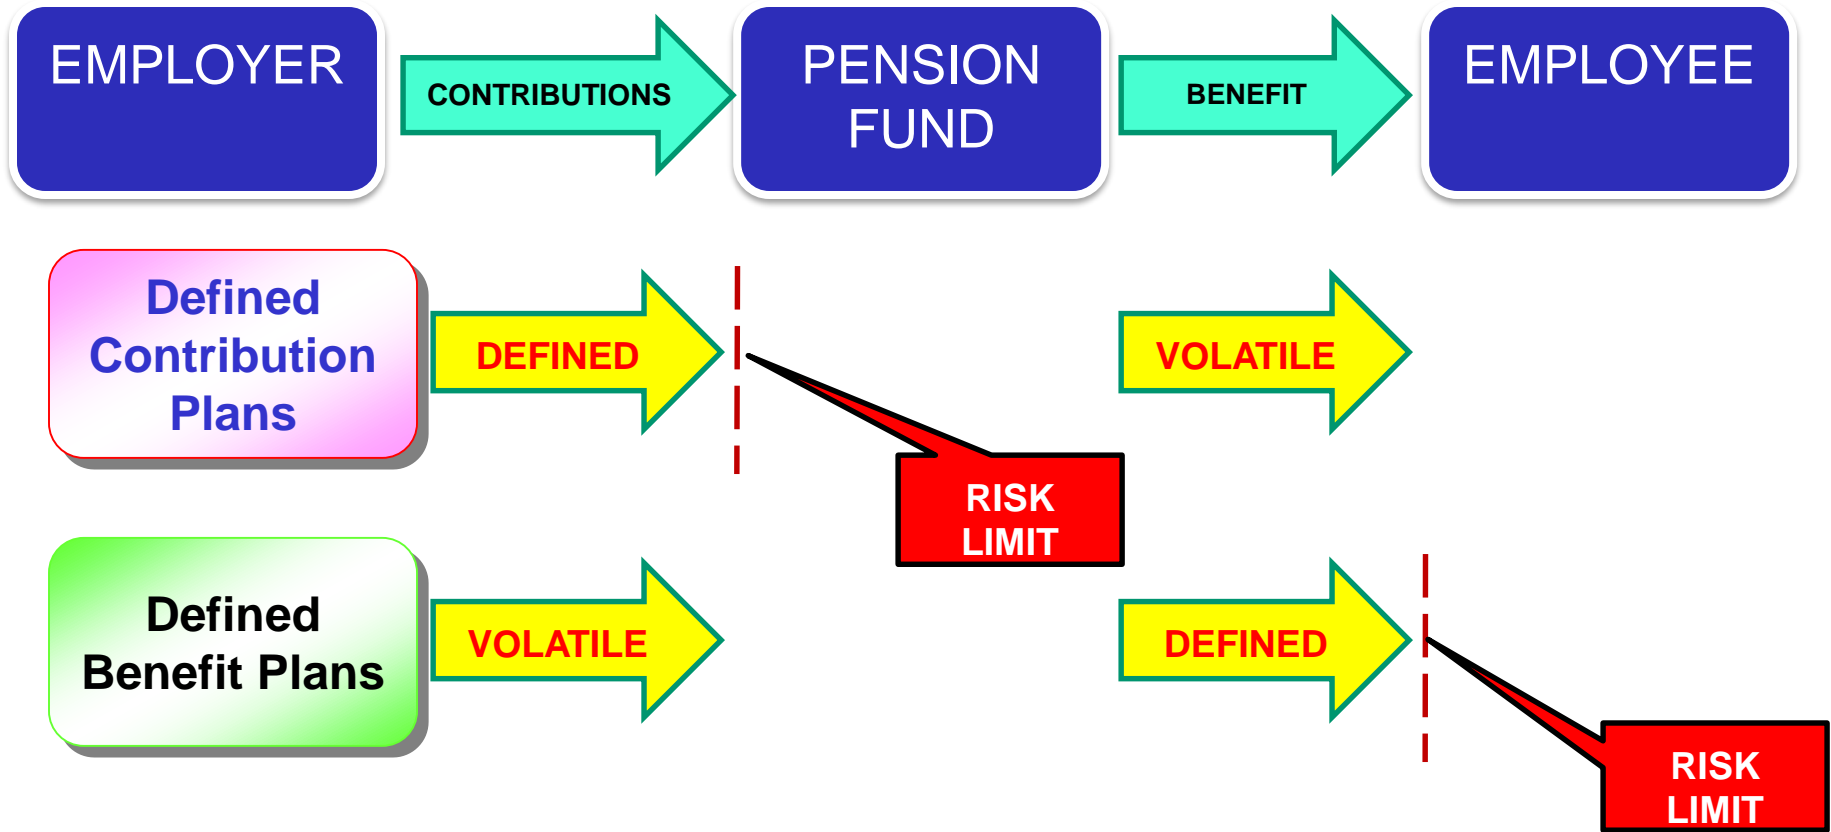 EMPLOYER
CONTRIBUTIONS
PENSION
FUND
BENEFIT
EMPLOYEE
Defined
Contribution
Plans
DEFINED
VOLATILE
RISK
LIMIT
Defined
Benefit Plans
VOLATILE
DEFINED
RISK
LIMIT